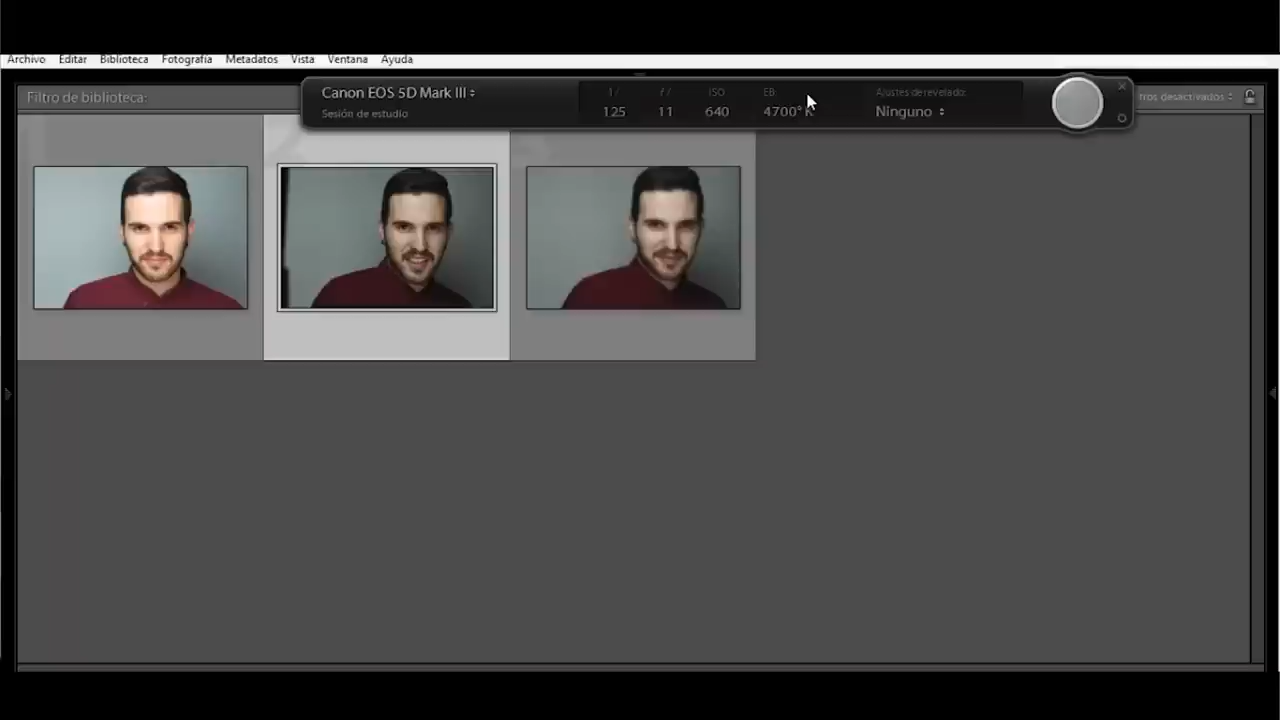 Archivo Editar Biblioteca Fotografía Metadatos Vista Ventana Ayuda
Filtro de biblioteca:
Canon EOS 5D Mark III
Sesión de estudio
1/ f/ ISO EB:
125 11 640 4700° K
Ajustes de revelado:
Ninguno
tros desactivados